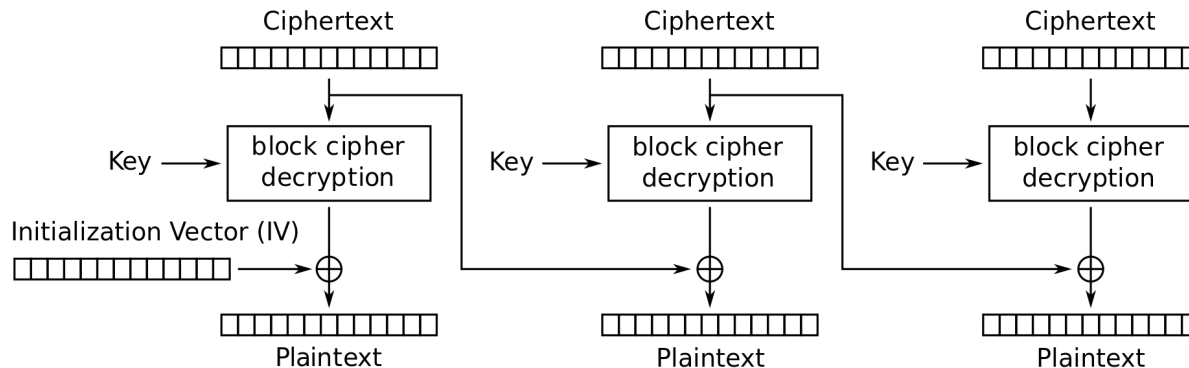 Ciphertext
Ciphertext
Ciphertext
Key
block cipher
decryption
Key
block cipher
decryption
Key
block cipher
decryption
Initialization Vector (IV)
Plaintext
Plaintext
Plaintext